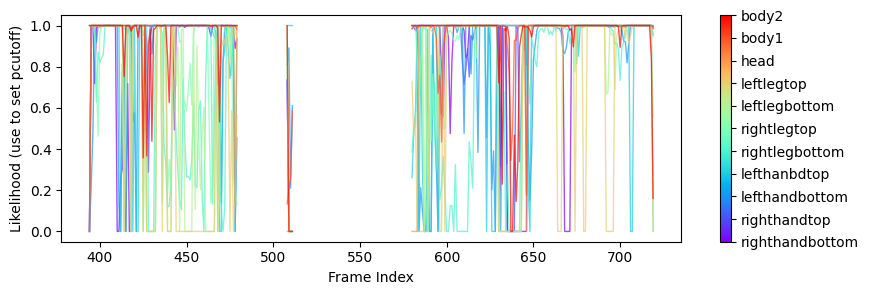 Likelihood (use to set pcutoff)
1.0
0.8
0.6
0.4
0.2
0.0
400
450
500
550
600
650
700
Frame Index
body2
body1
head
leftlegtop
leftlegbottom
rightlegtop
rightlegbottom
lefthanbdtop
lefthandbottom
righthandtop
righthandbottom